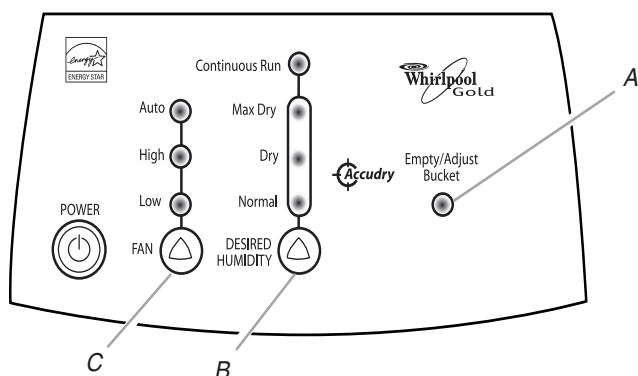 energy
ENERGY STAR
Continuous Run
Whirlpool
Gold
A
Auto
Max Dry
High
Dry
Accudry
Empty/Adjust
Bucket
Low
Normal
POWER
FAN
DESIRED
HUMIDITY
C
B